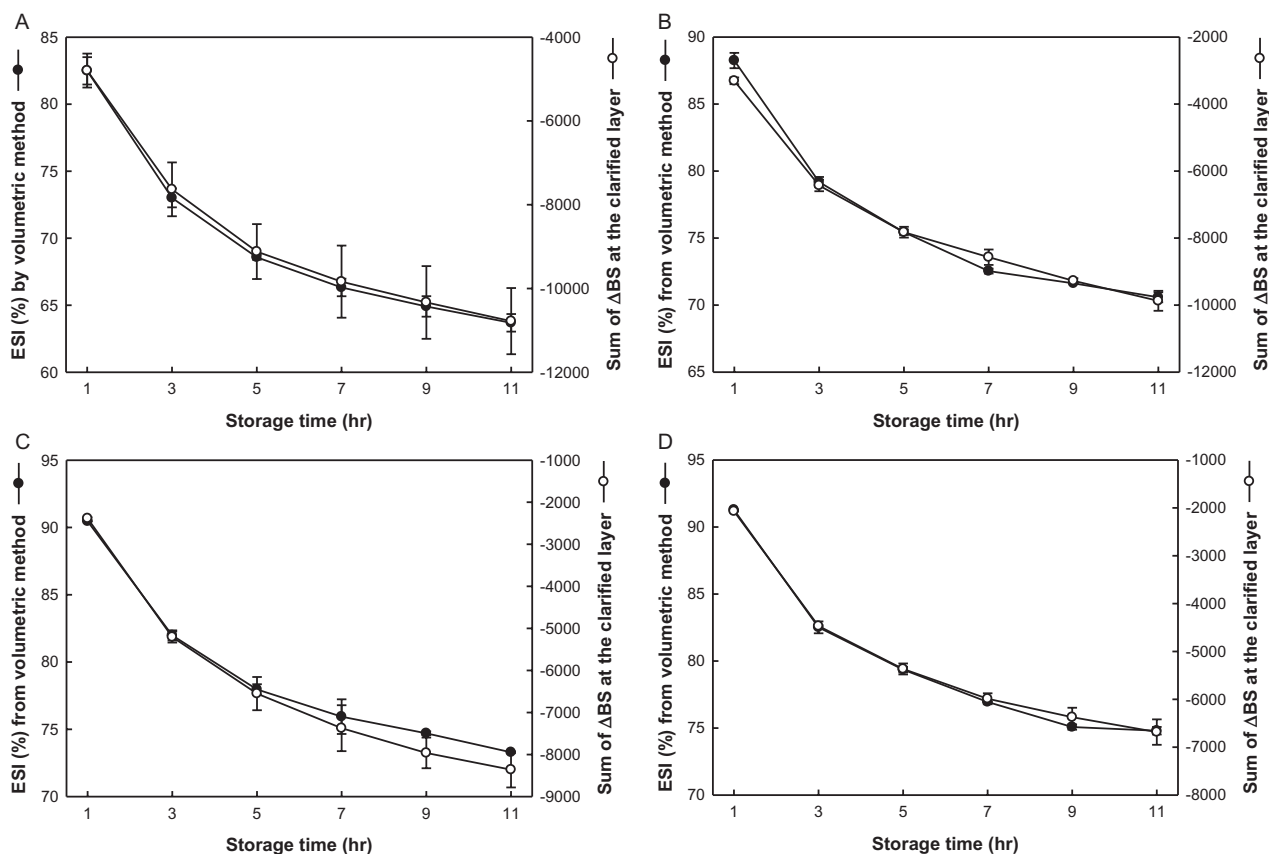 A
ESI (%) by volumetric method
85
80
75
70
65
60
-4000
-6000
-8000
-10000
-12000
Sum of ΔBS at the clarified layer
1 3 5 7 9 11
Storage time (hr)
B
ESI (%) from volumetric method
90
85
80
75
70
65
-2000
-4000
-6000
-8000
-10000
-12000
Sum of ΔBS at the clarified layer
1 3 5 7 9 11
Storage time (hr)
C
ESI (%) from volumetric method
95
90
85
80
75
70
-1000
-2000
-3000
-4000
-5000
-6000
-7000
-8000
-9000
Sum of ΔBS at the clarified layer
1 3 5 7 9 11
Storage time (hr)
D
ESI (%) from volumetric method
95
90
85
80
75
70
-1000
-2000
-3000
-4000
-5000
-6000
-7000
-8000
Sum of ΔBS at the clarified layer
1 3 5 7 9 11
Storage time (hr)